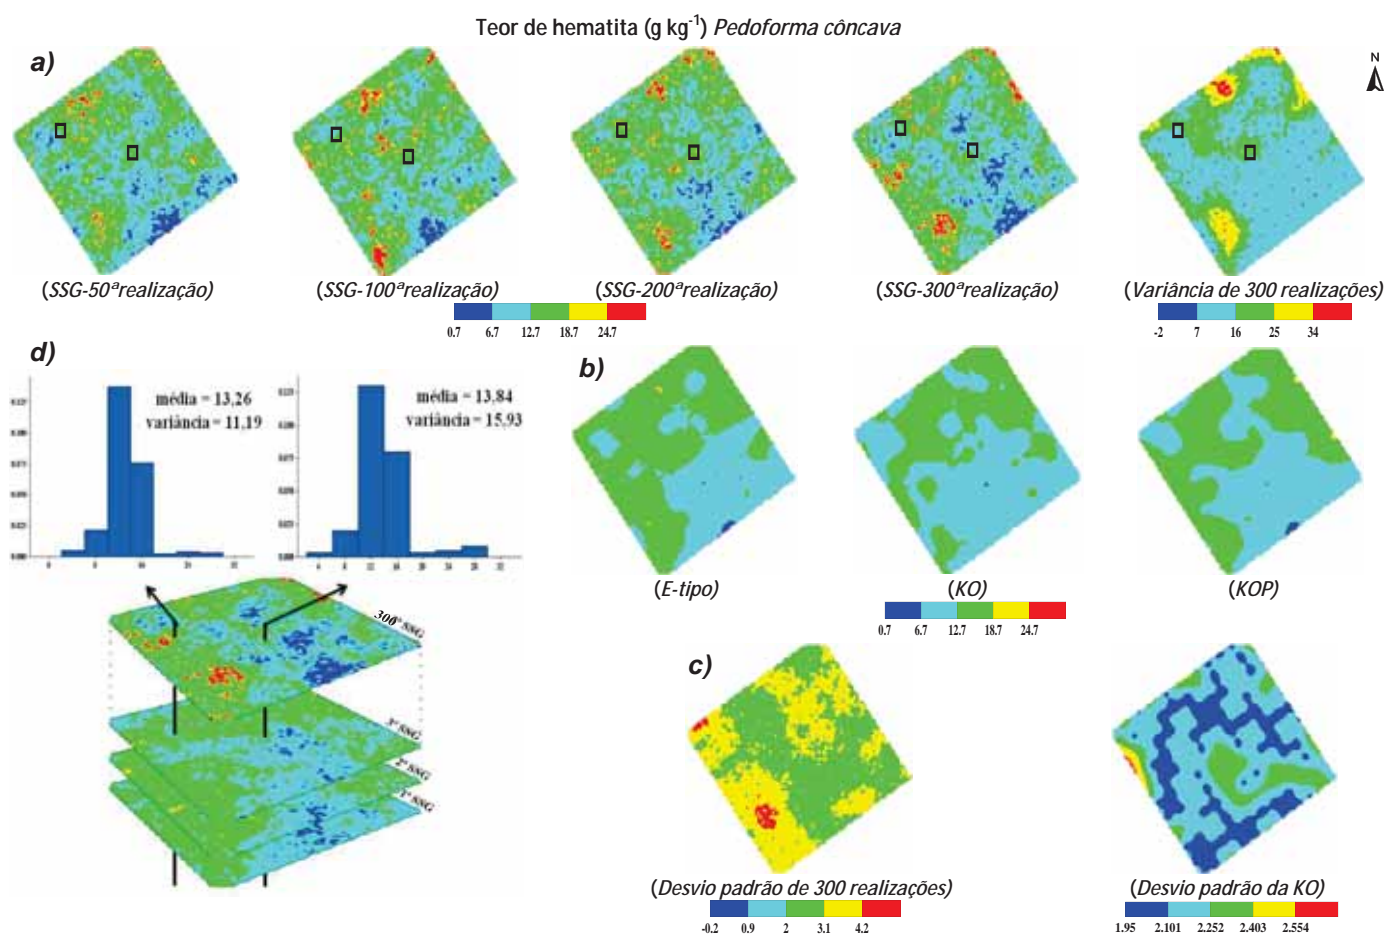 Teor de hematita (g kg⁻¹) Pedoforma côncava
a)
N
(SSG-50ªrealização)
(SSG-100ªrealização)
(SSG-200ªrealização)
(SSG-300ªrealização)
(Variância de 300 realizações)
0.7 6.7 12.7 18.7 24.7
-2 7 16 25 34
d)
média = 13,26
variância = 11,19
média = 13,84
variância = 15,93
b)
(E-tipo)
(KO)
(KOP)
0.7 6.7 12.7 18.7 24.7
300ª SSG
3ª SSG
2ª SSG
1ª SSG
c)
(Desvio padrão de 300 realizações)
(Desvio padrão da KO)
-0.2 0.9 2 3.1 4.2
1.95 2.101 2.252 2.403 2.554